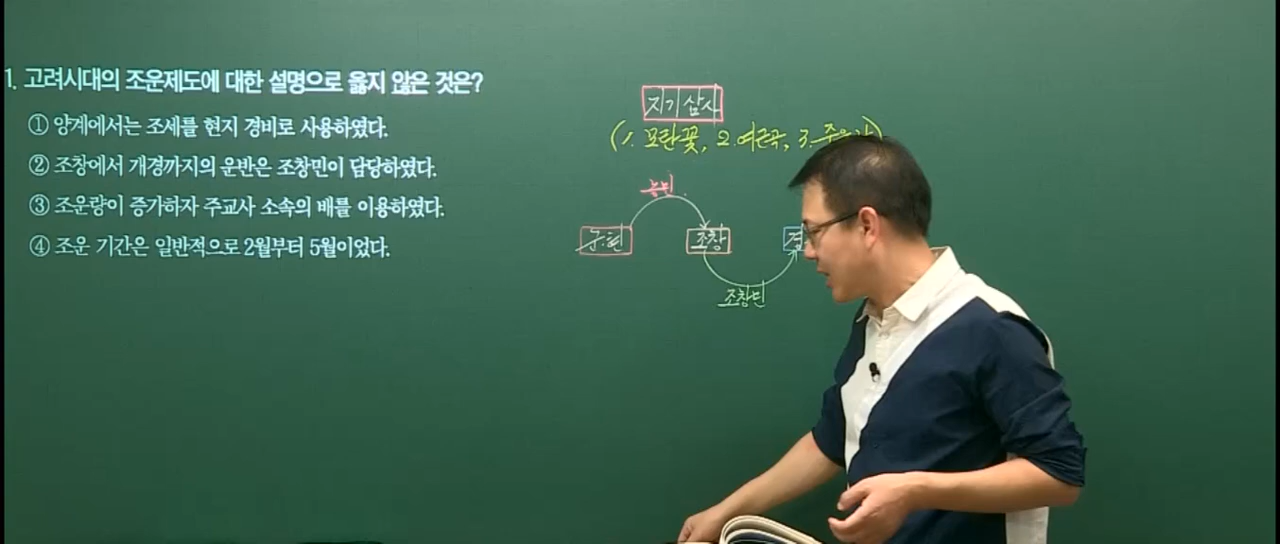 1. 고려시대의 조운제도에 대한 설명으로 옳지 않은 것은?
① 양계에서는 조세를 현지 경비로 사용하였다.
② 조창에서 개경까지의 운반은 조창민이 담당하였다.
③ 조운량이 증가하자 주교사 소속의 배를 이용하였다.
④ 조운 기간은 일반적으로 2월부터 5월이었다.
지기삼사
(1. 모란꽃, 2. 여근곡, 3.
농민
군현
조창
조창민